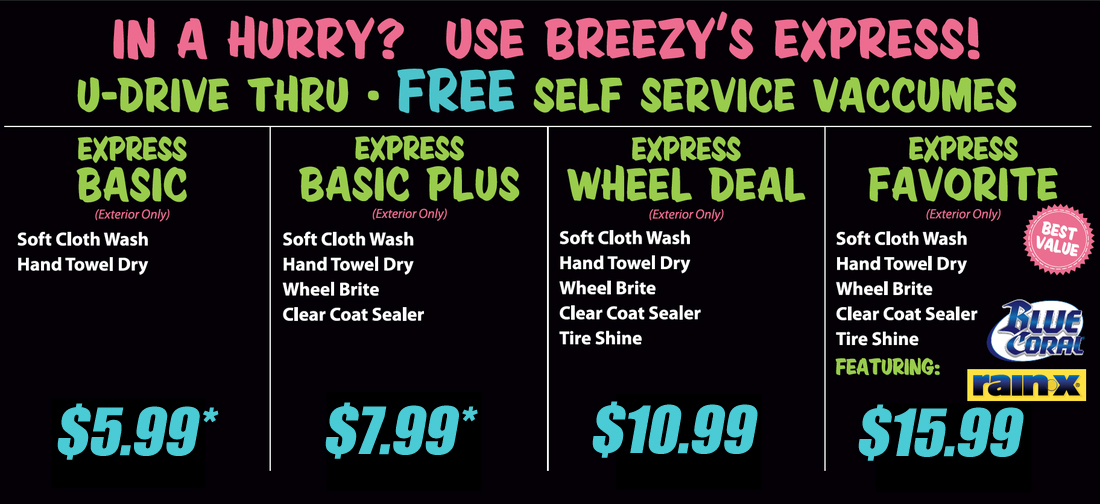 IN A HURRY? USE BREEZY'S EXPRESS!
U-DRIVE THRU • FREE SELF SERVICE VACCUMES
EXPRESS
BASIC
(Exterior Only)
Soft Cloth Wash
Hand Towel Dry
$5.99*
EXPRESS
BASIC PLUS
(Exterior Only)
Soft Cloth Wash
Hand Towel Dry
Wheel Brite
Clear Coat Sealer
$7.99*
EXPRESS
WHEEL DEAL
(Exterior Only)
Soft Cloth Wash
Hand Towel Dry
Wheel Brite
Clear Coat Sealer
Tire Shine
$10.99
EXPRESS
FAVORITE
(Exterior Only)
BEST
VALUE
Soft Cloth Wash
Hand Towel Dry
Wheel Brite
Clear Coat Sealer
Tire Shine
FEATURING:
BLUE
CORAL
rain-x
$15.99